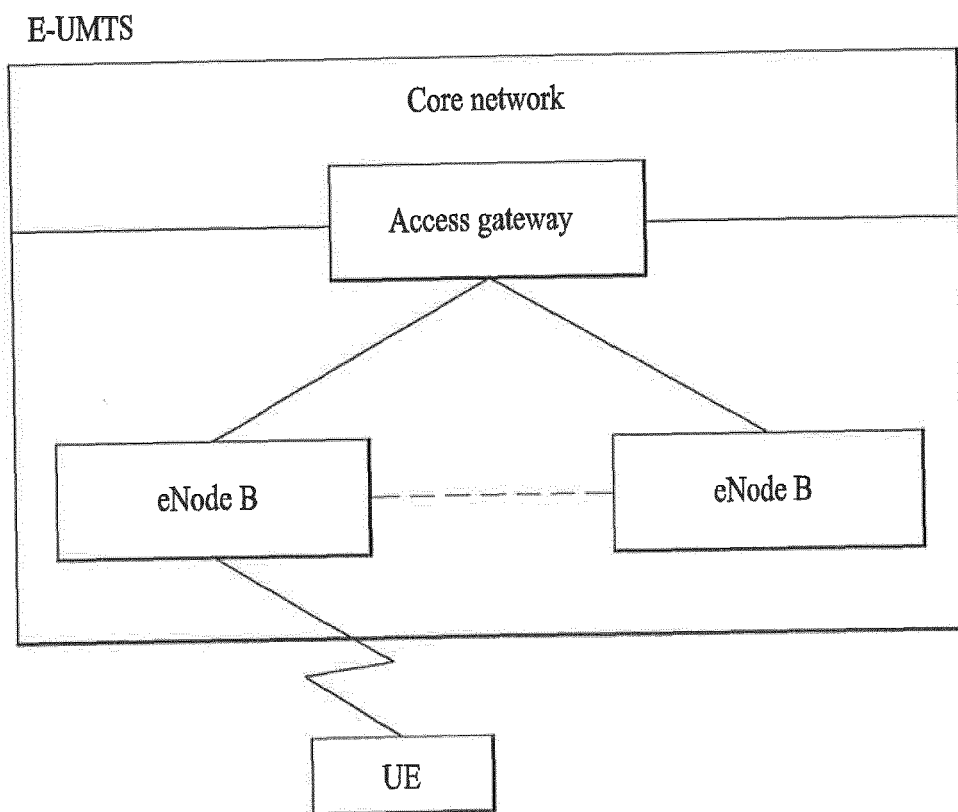 E-UMTS
Core network
Access gateway
eNode B
eNode B
UE